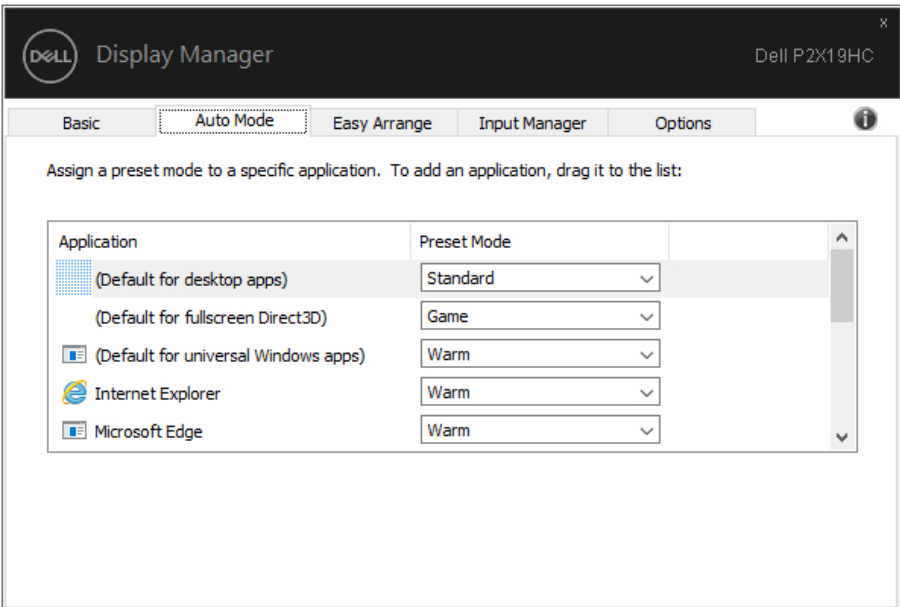 x
DELL Display Manager Dell P2X19HC
Basic Auto Mode Easy Arrange Input Manager Options i
Assign a preset mode to a specific application. To add an application, drag it to the list:
Application Preset Mode
(Default for desktop apps) Standard
(Default for fullscreen Direct3D) Game
(Default for universal Windows apps) Warm
Internet Explorer Warm
Microsoft Edge Warm